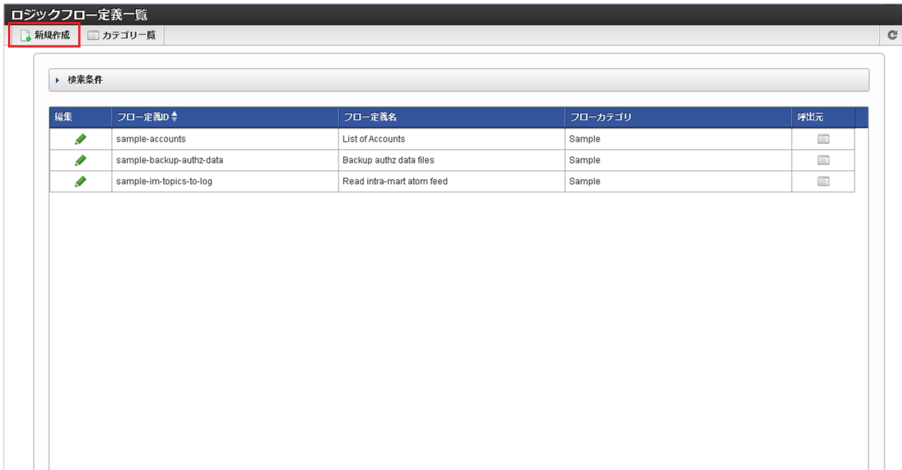 ロジックフロー定義一覧
新規作成 カテゴリ一覧
検索条件
編集 フロー定義ID フロー定義名 フローカテゴリ 呼出元
sample-accounts List of Accounts Sample
sample-backup-authz-data Backup authz data files Sample
sample-im-topics-to-log Read intra-mart atom feed Sample